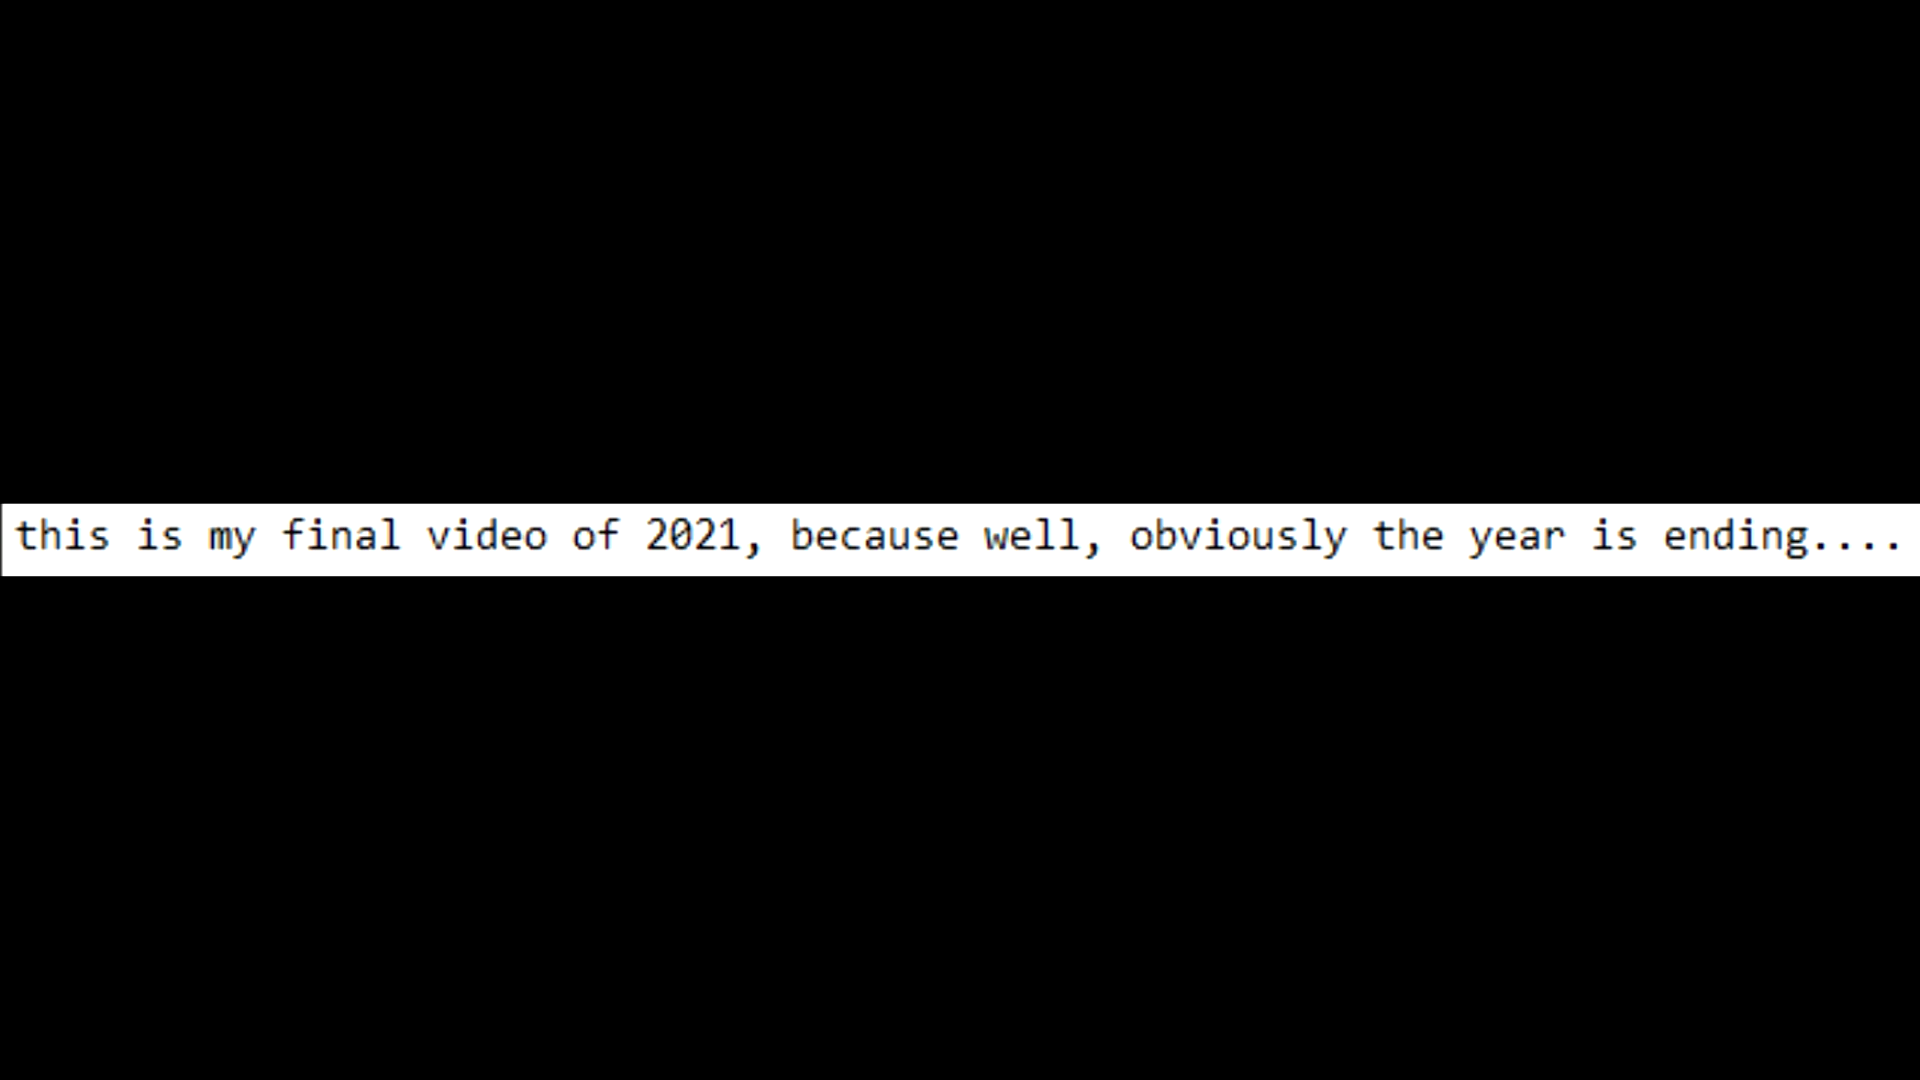 this is my final video of 2021, because well, obviously the year is ending....